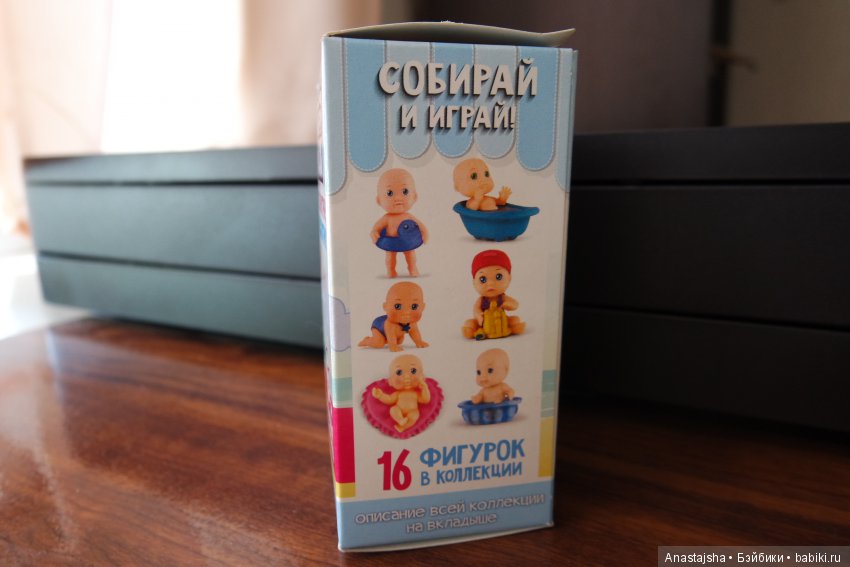 СОБИРАЙ
И ИГРАЙ!
16 ФИГУРОК
В КОЛЛЕКЦИИ
ОПИСАНИЕ ВСЕЙ КОЛЛЕКЦИИ
НА ВКЛАДЫШЕ
Anastajsha • Бэйбики • babiki.ru